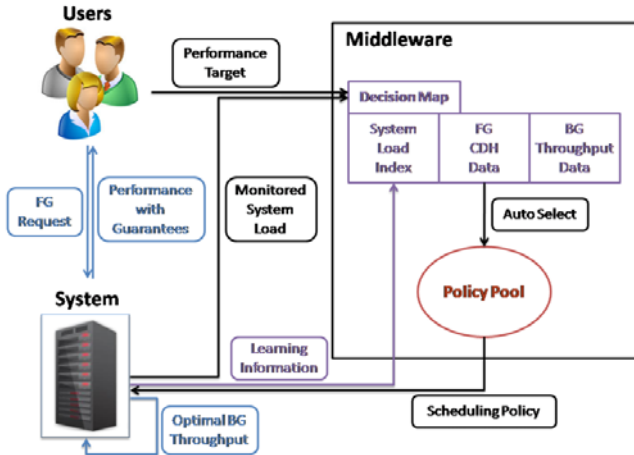 Users
Middleware
Performance
Target
Decision Map
System
Load
Index
FG
CDH
Data
BG
Throughput
Data
FG
Request
Performance
with
Guarantees
Monitored
System
Load
Auto Select
Policy Pool
System
Learning
Information
Scheduling Policy
Optimal BG
Throughput